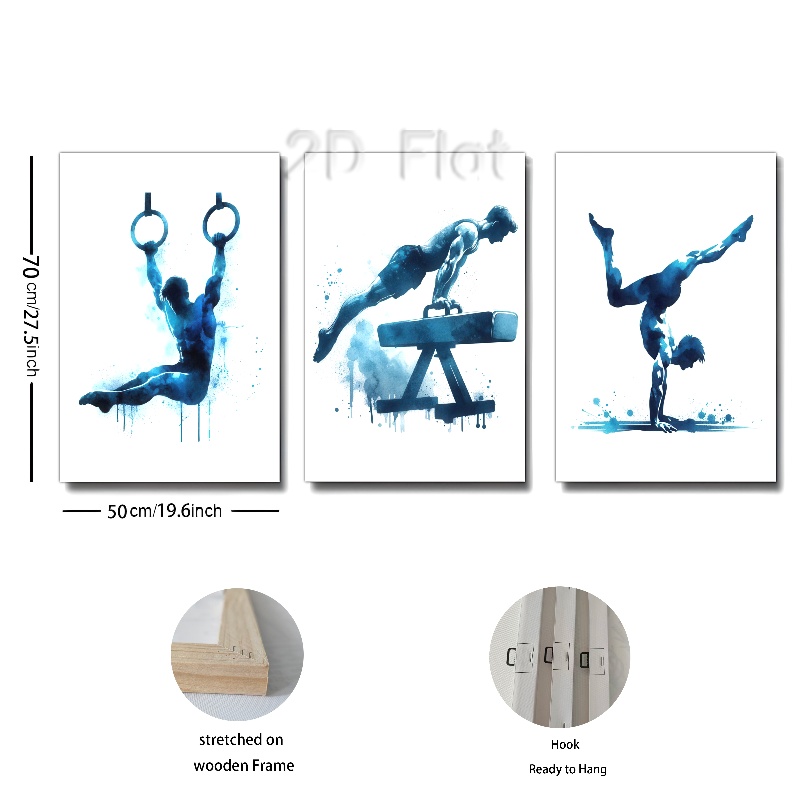 2D Flat
70 cm/27.5inch
50 cm/19.6inch
stretched on
wooden Frame
Hook
Ready to Hang